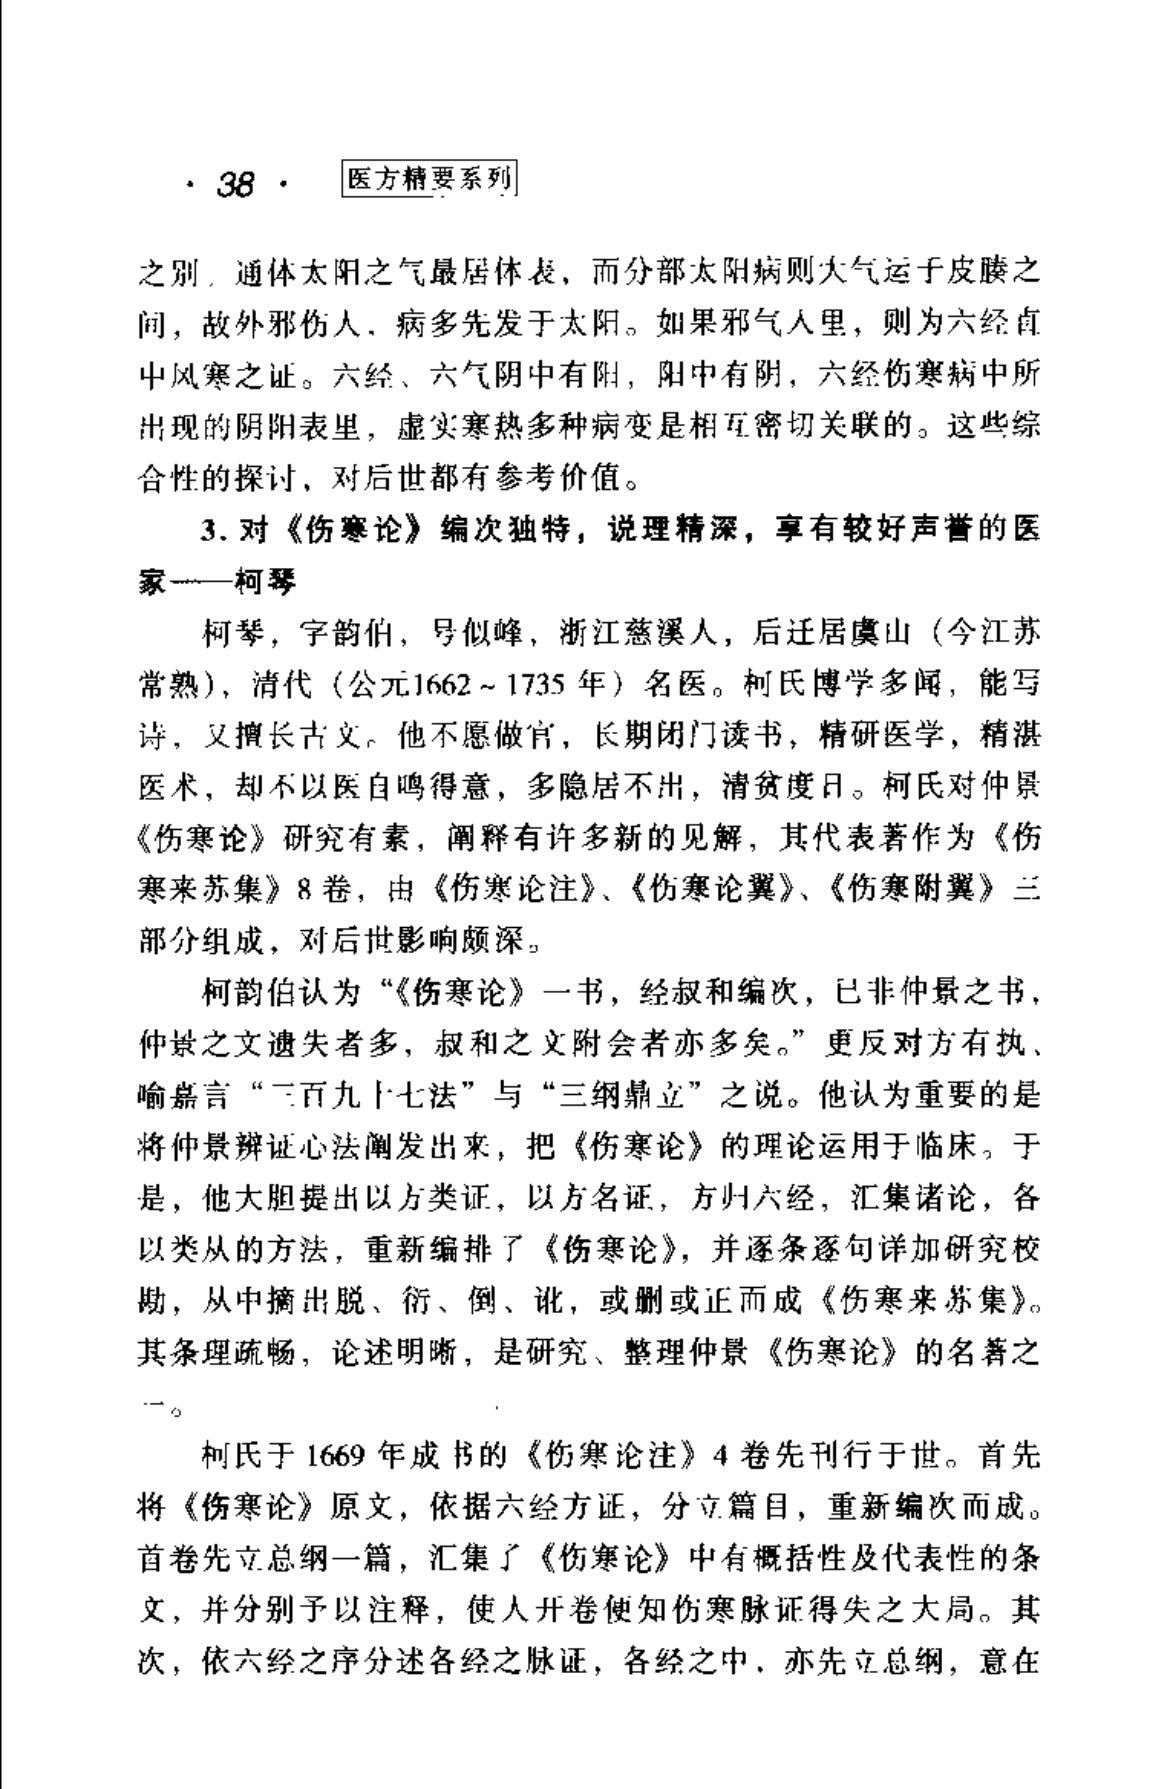 · 38 ·
医方精要系列
之别。通体太阳之气最居体表，而分部太阳病则大气运于皮腠之
间，故外邪伤人，病多先发于太阳。如果邪气入里，则为六经直
中风寒之证。六经、六气阴中有阳，阳中有阴，六经伤寒病中所
出现的阴阳表里，虚实寒热多种病变是相互密切关联的。这些综
合性的探讨，对后世都有参考价值。
3. 对《伤寒论》编次独特，说理精深，享有较好声誉的医
家——柯琴
柯琴，字韵伯，号似峰，浙江慈溪人，后迁居虞山（今江苏
常熟），清代（公元1662～1735 年）名医。柯氏博学多闻，能写
诗，又擅长古文。他不愿做官，长期闭门读书，精研医学，精湛
医术，却不以医自鸣得意，多隐居不出，清贫度日。柯氏对仲景
《伤寒论》研究有素，阐释有许多新的见解，其代表著作为《伤
寒来苏集》8 卷，由《伤寒论注》、《伤寒论翼》、《伤寒附翼》三
部分组成，对后世影响颇深。
柯韵伯认为“《伤寒论》一书，经叔和编次，已非仲景之书，
仲景之文遗失者多，叔和之文附会者亦多矣。”更反对方有执、
喻嘉言“三百九十七法”与“三纲鼎立”之说。他认为重要的是
将仲景辨证心法阐发出来，把《伤寒论》的理论运用于临床。于
是，他大胆提出以方类证，以方名证，方归六经，汇集诸论，各
以类从的方法，重新编排了《伤寒论》，并逐条逐句详加研究校
勘，从中摘出脱、衍、倒、讹，或删或正而成《伤寒来苏集》。
其条理疏畅，论述明晰，是研究、整理仲景《伤寒论》的名著之
一。
柯氏于 1669 年成书的《伤寒论注》4 卷先刊行于世。首先
将《伤寒论》原文，依据六经方证，分立篇目，重新编次而成。
首卷先立总纲一篇，汇集了《伤寒论》中有概括性及代表性的条
文，并分别予以注释，使人开卷便知伤寒脉证得失之大局。其
次，依六经之序分述各经之脉证，各经之中，亦先立总纲，意在